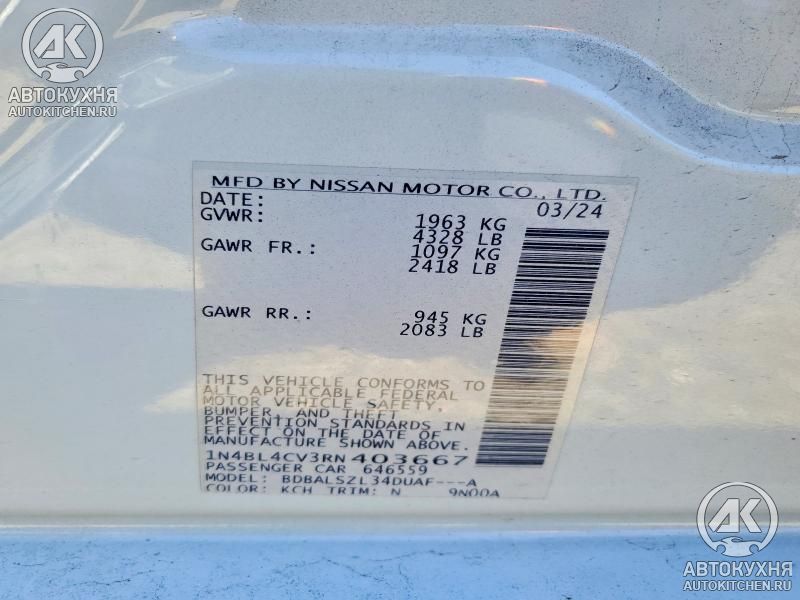 АК
АВТОКУХНЯ
AUTOKITCHEN.RU
MFD BY NISSAN MOTOR CO., LTD.
DATE: 03/24
GVWR: 1963 KG
4328 LB
GAWR FR.: 1097 KG
2418 LB
GAWR RR.: 945 KG
2083 LB
THIS VEHICLE CONFORMS TO
ALL APPLICABLE FEDERAL
MOTOR VEHICLE SAFETY,
BUMPER, AND THEFT
PREVENTION STANDARDS IN
EFFECT ON THE DATE OF
MANUFACTURE SHOWN ABOVE.
1N4BL4CV3RN403667
PASSENGER CAR 646559
MODEL: BDBALSZL34DUAF---A
COLOR: KCH TRIM: N 9N00A
АК
АВТОКУХНЯ
AUTOKITCHEN.RU